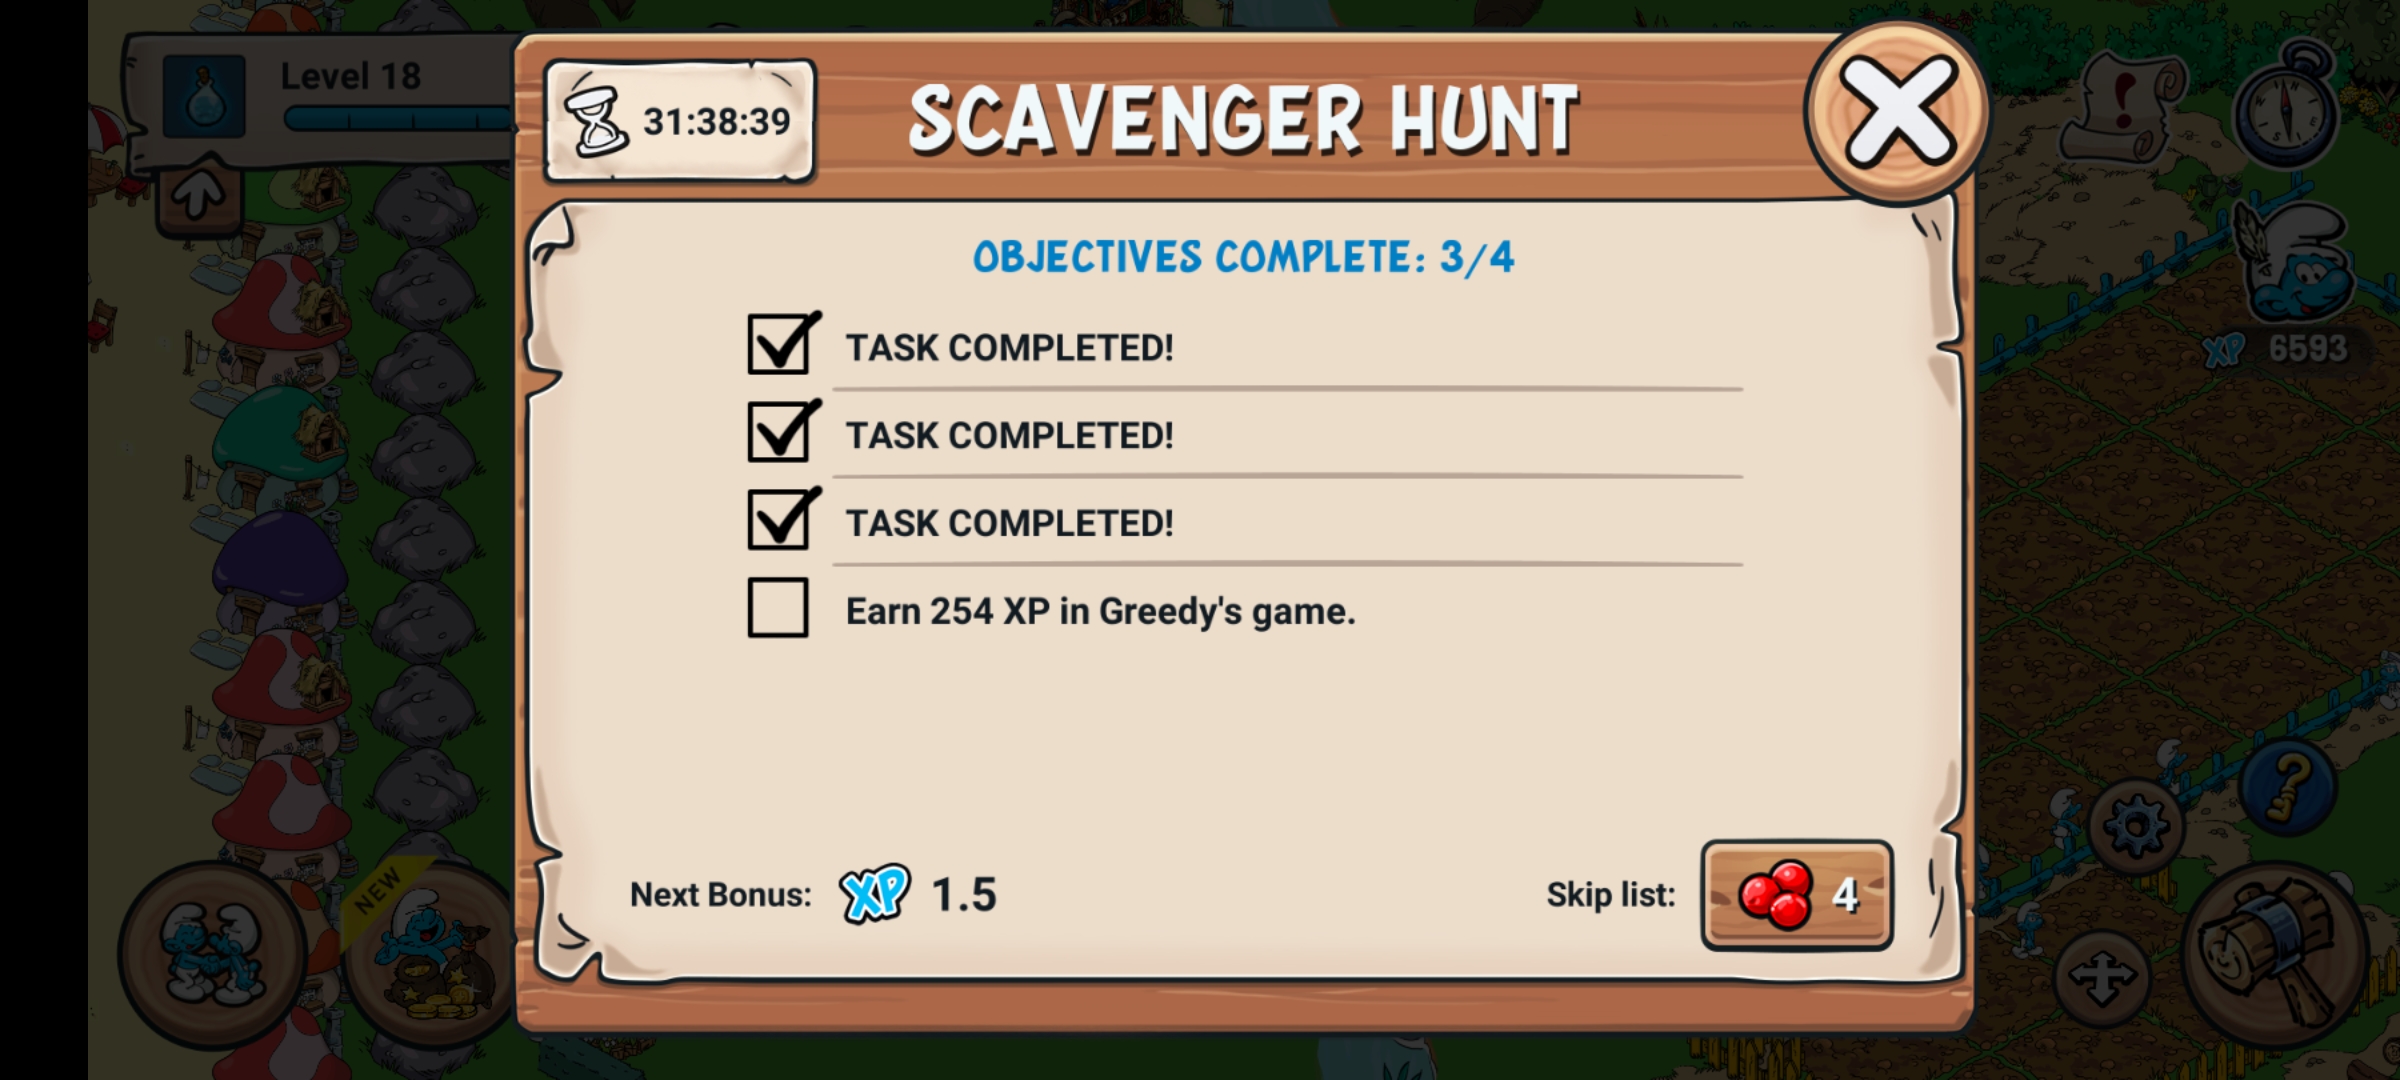 Level 18
31:38:39
SCAVENGER HUNT
OBJECTIVES COMPLETE: 3/4
TASK COMPLETED!
TASK COMPLETED!
TASK COMPLETED!
Earn 254 XP in Greedy's game.
XP 6593
NEW
Next Bonus: XP 1.5
Skip list: 4